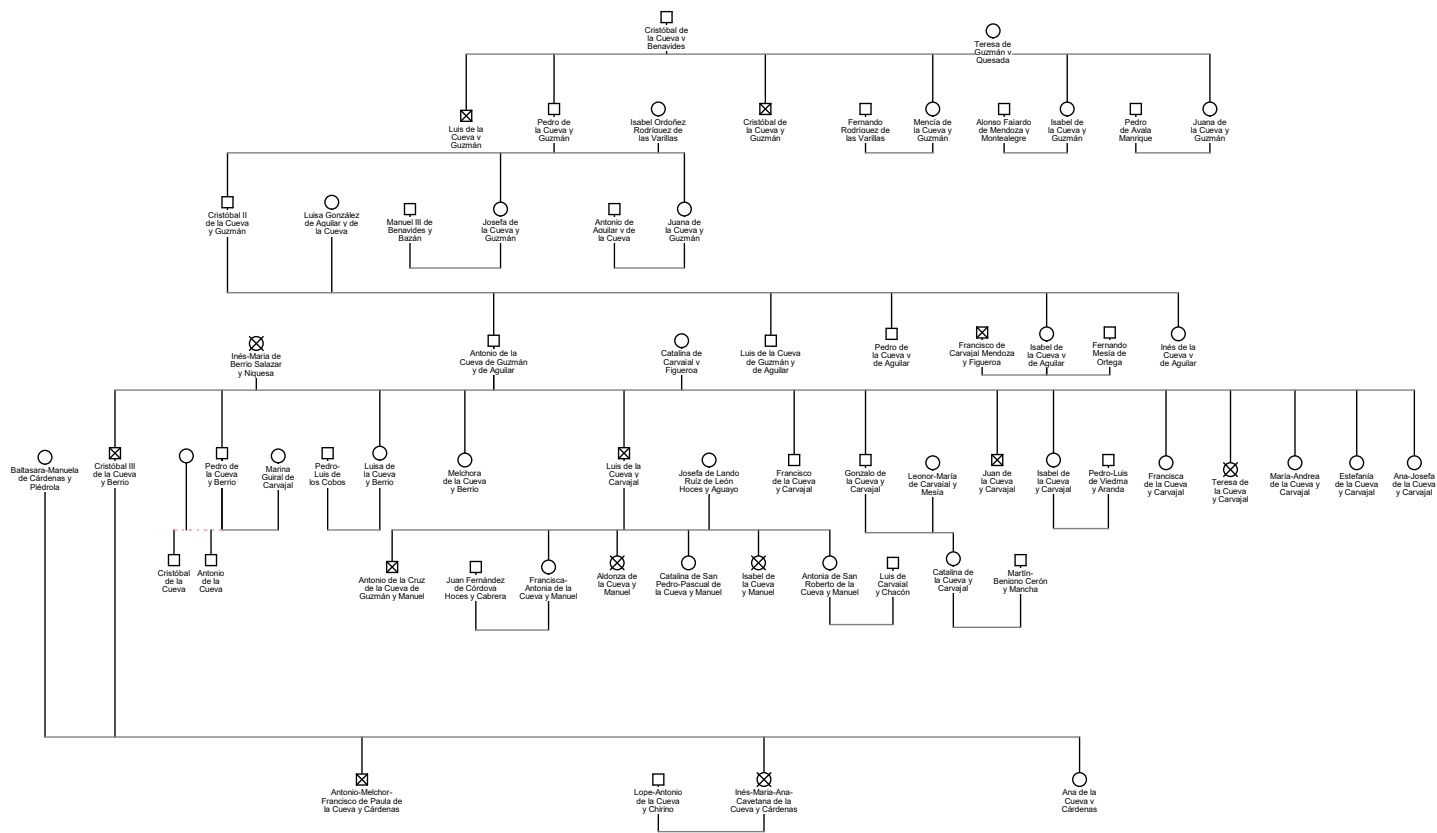 Cristóbal de
la Cueva v
Benavides
Teresa de
Guzmán v
Quesada
Luis de la
Cueva v
Guzmán
Pedro de
la Cueva y
Guzmán
Isabel Ordoñez
Rodríguez de
las Varillas
Cristóbal de
la Cueva y
Guzmán
Fernando
Rodríguez de
las Varillas
Mencía de
la Cueva y
Guzmán
Alonso Faiardo
de Mendoza y
Montealegre
Isabel de
la Cueva y
Guzmán
Pedro
de Avala
Manrique
Juana de
la Cueva y
Guzmán
Cristóbal II
de la Cueva
y Guzmán
Luisa González
de Aguilar y de
la Cueva
Manuel III de
Benavides y
Bazán
Josefa de
la Cueva y
Guzmán
Antonio de
Aguilar v de
la Cueva
Juana de
la Cueva y
Guzmán
Inés-Maria de
Berrio Salazar
y Niquesa
Antonio de la
Cueva de Guzmán
y de Aguilar
Catalina de
Carvaial v
Figueroa
Luis de la Cueva
de Guzmán y
de Aguilar
Pedro de
la Cueva v
de Aguilar
Francisco de
Carvajal Mendoza
y Figueroa
Isabel de
la Cueva v
de Aguilar
Fernando
Mesía de
Ortega
Inés de
la Cueva v
de Aguilar
Baltasara-Manuela
de Cárdenas y
Piédrola
Cristóbal III
de la Cueva
y Berrio
Pedro de
la Cueva
y Berrio
Marina
Guiral de
Carvajal
Pedro-
Luis de
los Cobos
Luisa de
la Cueva
y Berrio
Melchora
de la Cueva
y Berrio
Luis de
la Cueva y
Carvajal
Josefa de Lando
Ruíz de León
Hoces y Aguayo
Francisco
de la Cueva
y Carvajal
Gonzalo de
la Cueva y
Carvajal
Leonor-María
de Carvaial y
Mesía
Juan de
la Cueva
y Carvajal
Isabel de
la Cueva y
Carvajal
Pedro-Luis
de Viedma
y Aranda
Francisca
de la Cueva
y Carvajal
Teresa de
la Cueva
y Carvajal
María-Andrea
de la Cueva y
Carvajal
Estefanía
de la Cueva
y Carvajal
Ana-Josefa
de la Cueva
y Carvajal
Cristóbal
de la
Cueva
Antonio
de la
Cueva
Antonio de la Cruz
de la Cueva de
Guzmán y Manuel
Juan Fernández
de Córdova
Hoces y Cabrera
Francisca-
Antonia de la
Cueva y Manuel
Aldonza de
la Cueva y
Manuel
Catalina de San
Pedro-Pascual de
la Cueva y Manuel
Isabel de
la Cueva
y Manuel
Antonia de San
Roberto de la
Cueva y Manuel
Luis de
Carvaial
y Chacón
Catalina de
la Cueva y
Carvajal
Martín-
Benigno Cerón
y Mancha
Antonio-Melchor-
Francisco de Paula de
la Cueva y Cárdenas
Lope-Antonio
de la Cueva
y Chirino
Inés-Maria-Ana-
Cavetana de la
Cueva y Cárdenas
Ana de la
Cueva v
Cárdenas